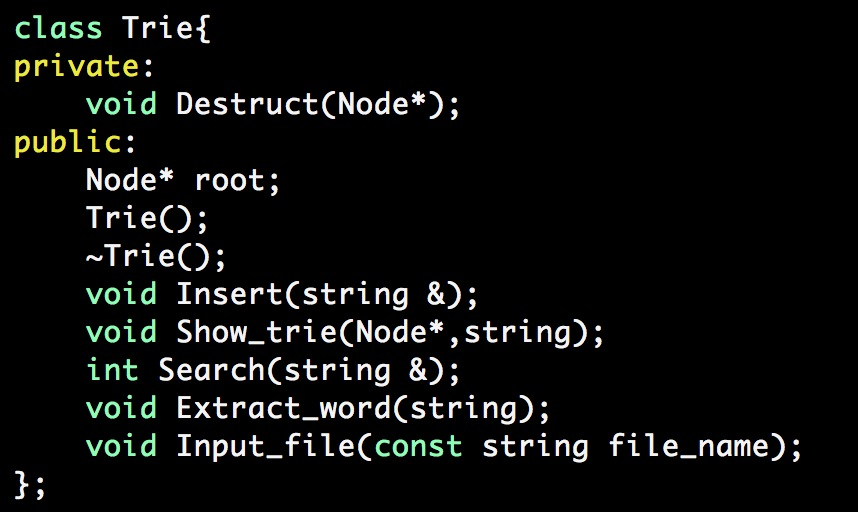 class Trie{
private:
    void Destruct(Node*);
public:
    Node* root;
    Trie();
    ~Trie();
    void Insert(string &);
    void Show_trie(Node*,string);
    int Search(string &);
    void Extract_word(string);
    void Input_file(const string file_name);
};